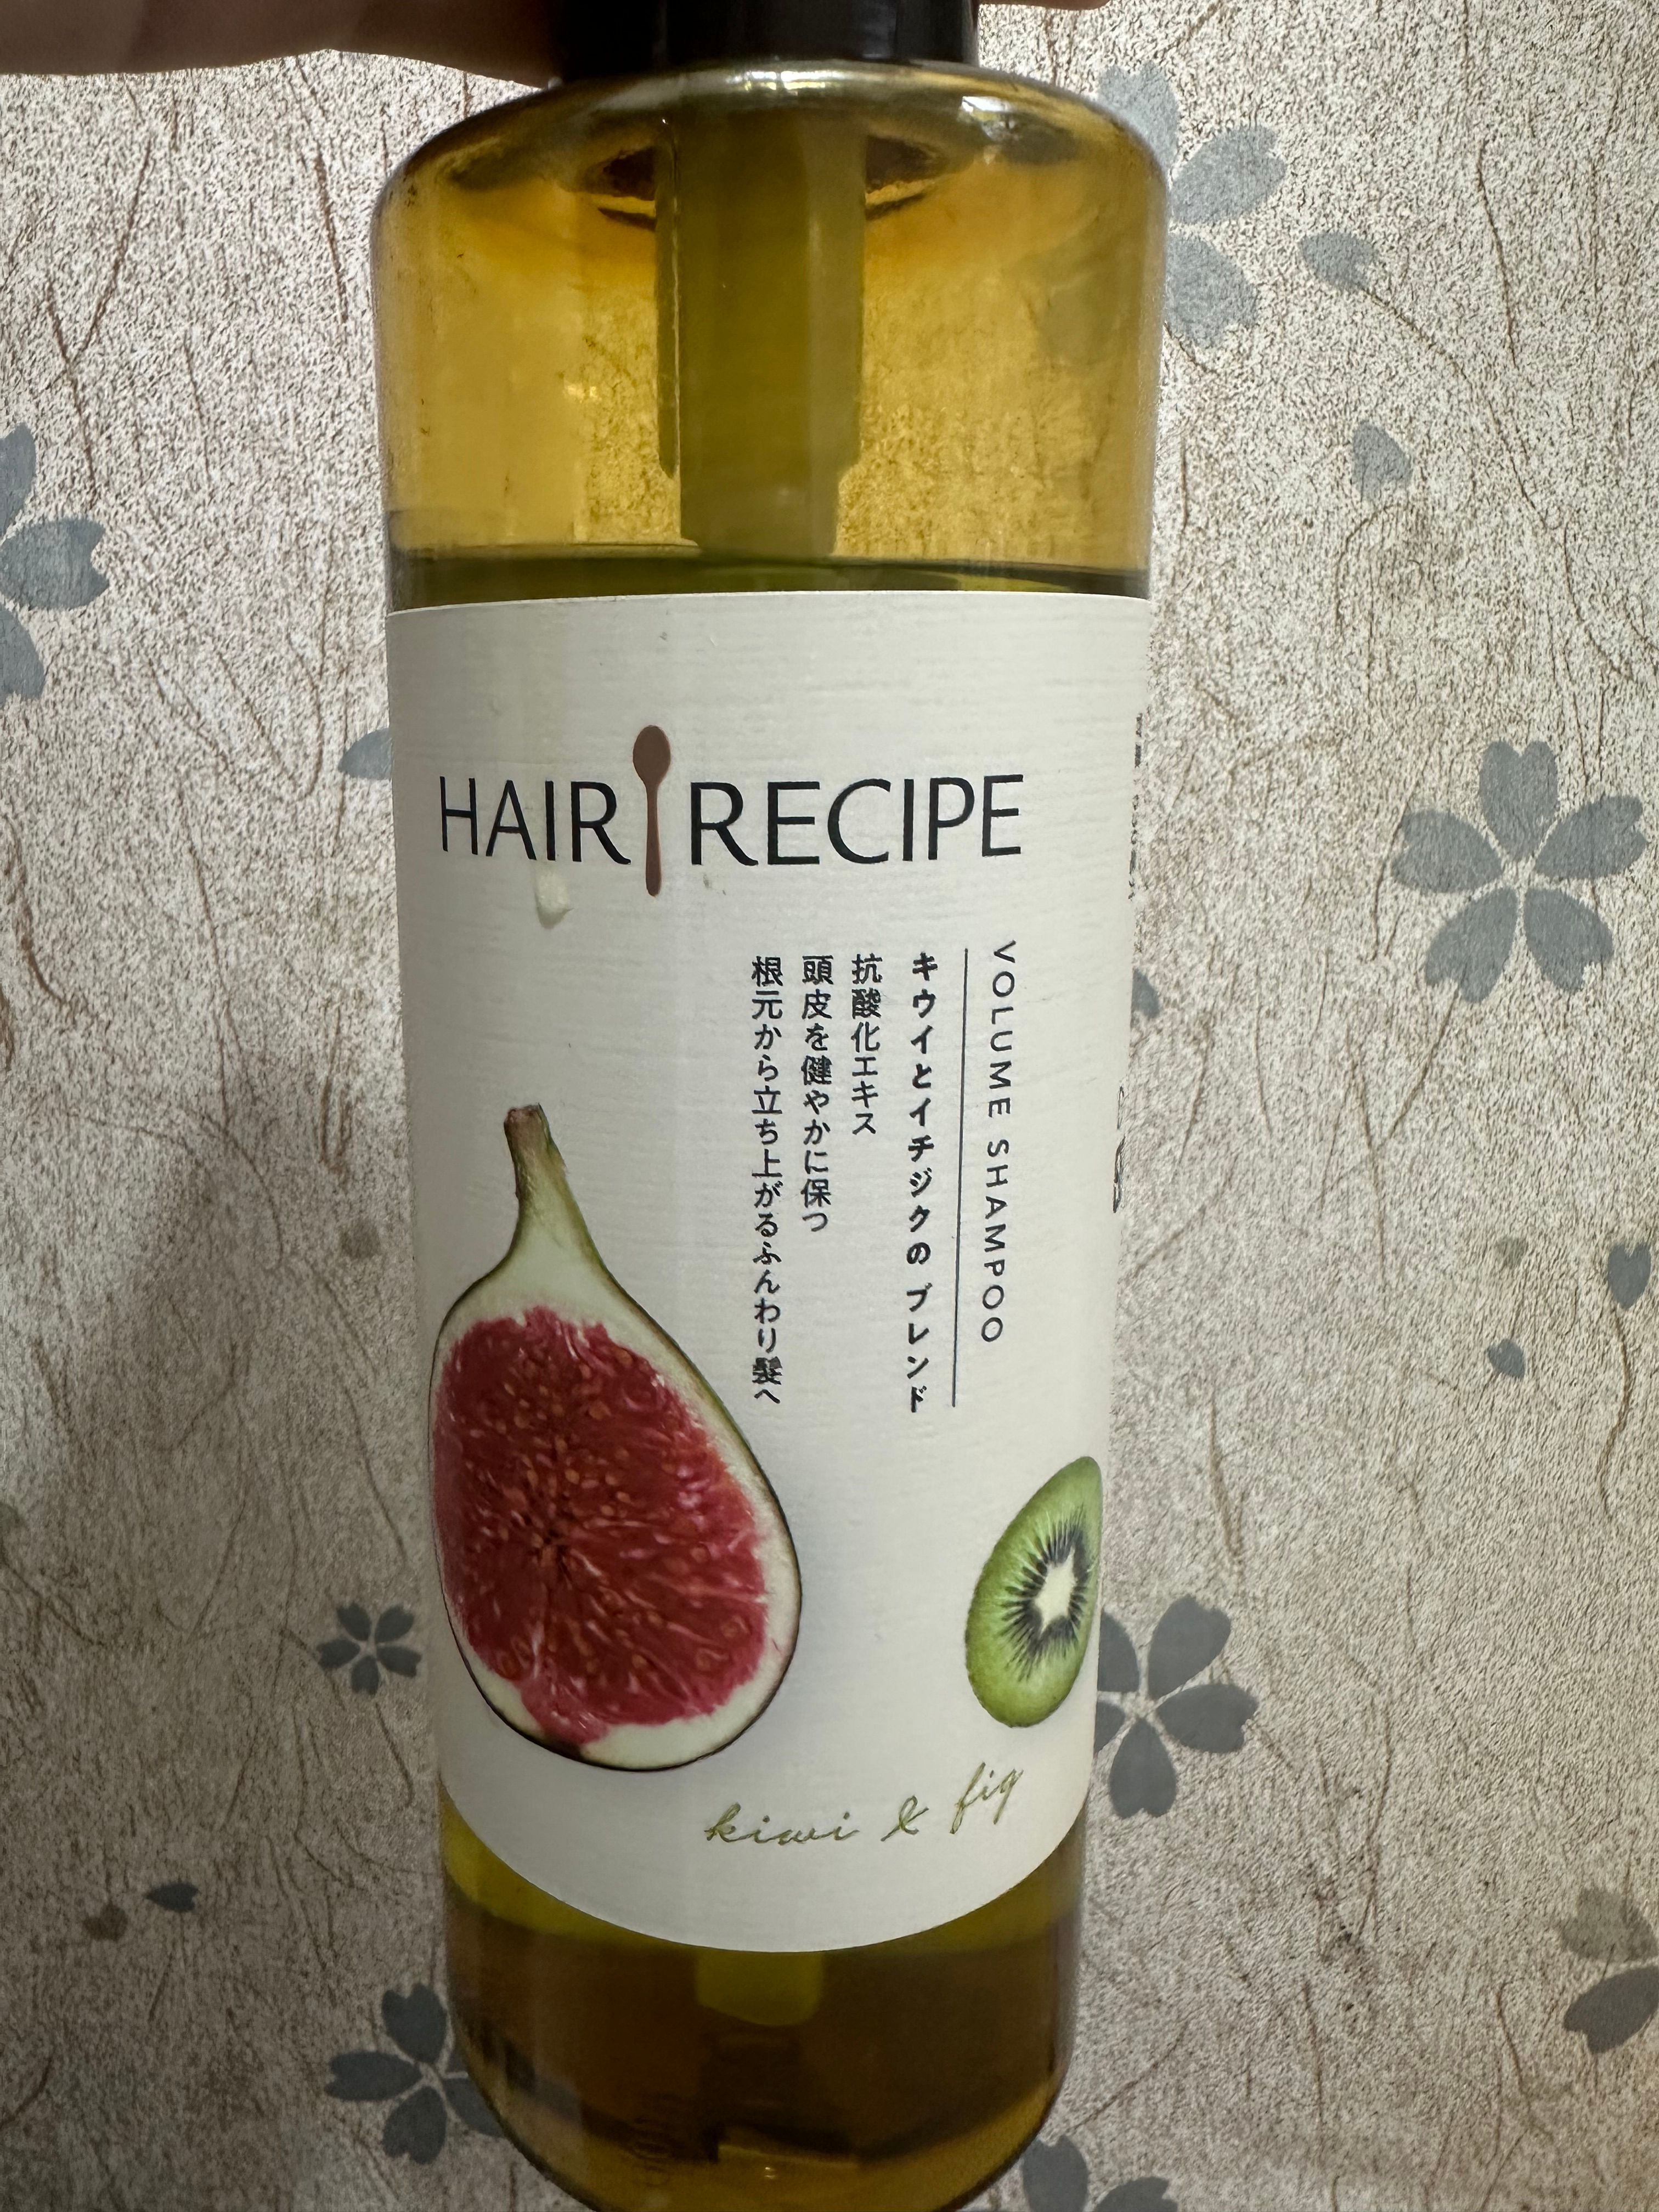 HAIR RECIPE
VOLUME SHAMPOO
キウイとイチジクのブレンド
抗酸化エキス
頭皮を健やかに保つ
根元から立ち上がるふんわり髪へ
kiwi & fig